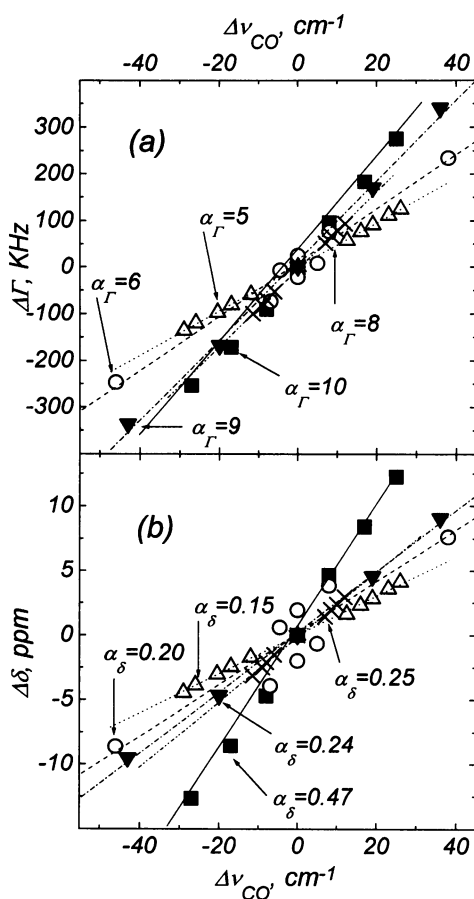 Δν_CO, cm⁻¹
-40 -20 0 20 40
(a)
300
200
100
0
-100
-200
-300
ΔΓ, KHz
α_Γ=5
α_Γ=6
α_Γ=8
α_Γ=10
α_Γ=9
(b)
10
5
0
-5
-10
Δδ, ppm
α_δ=0.15
α_δ=0.20
α_δ=0.25
α_δ=0.24
α_δ=0.47
-40 -20 0 20 40
Δν_CO, cm⁻¹